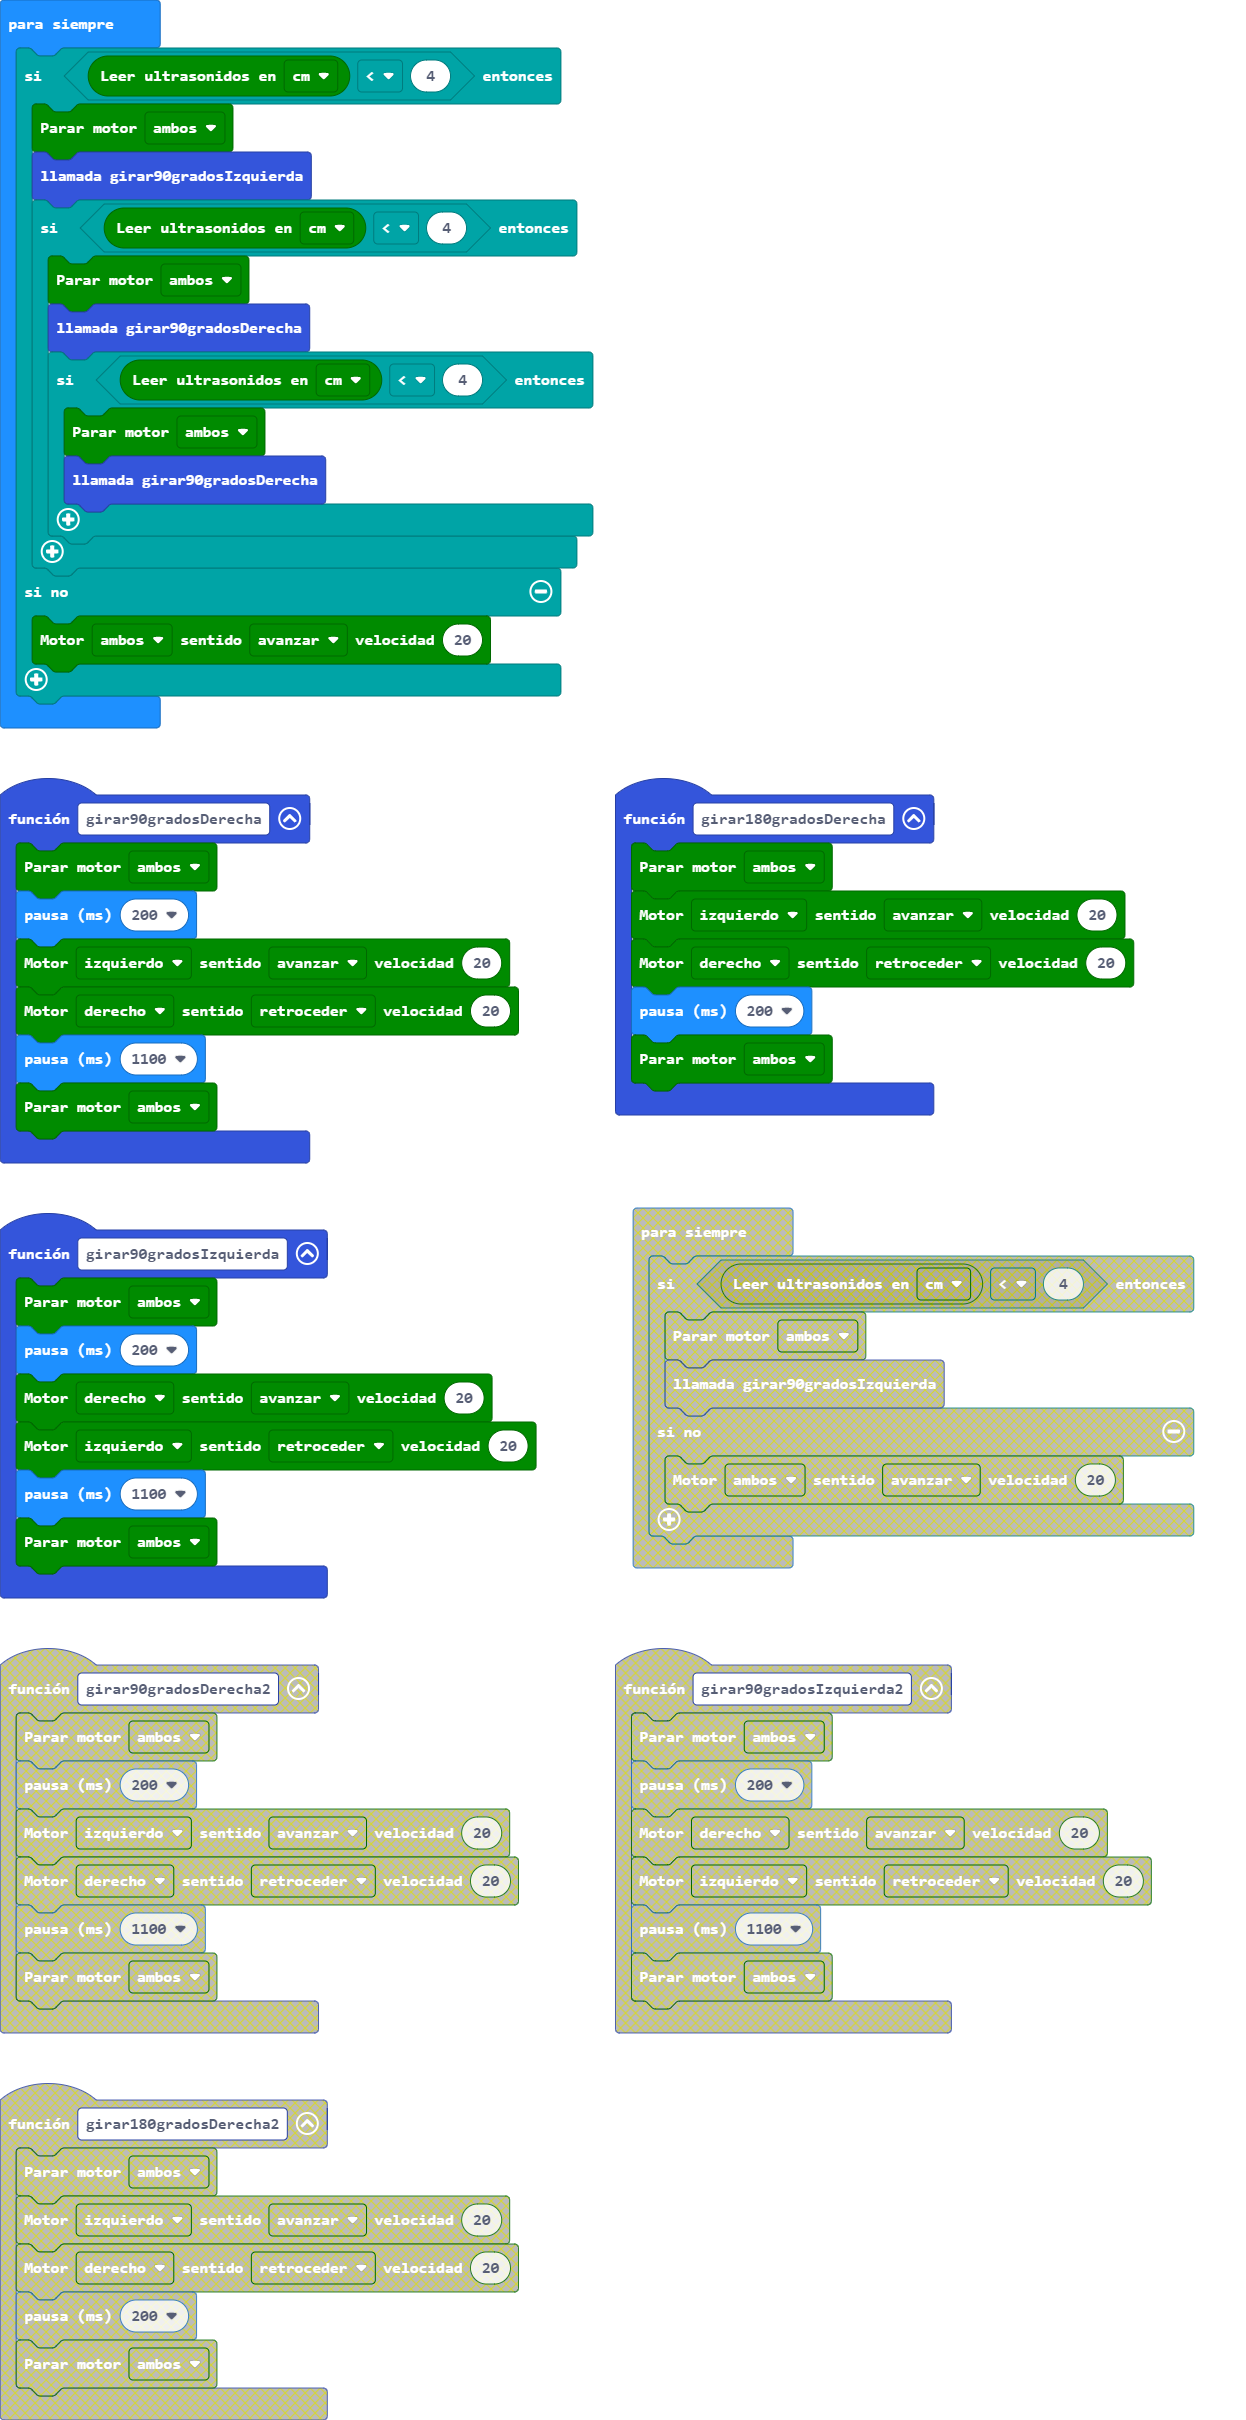 para siempre
si Leer ultrasonidos en cm < 4 entonces
Parar motor ambos
llamada girar90gradosIzquierda
si Leer ultrasonidos en cm < 4 entonces
Parar motor ambos
llamada girar90gradosDerecha
si Leer ultrasonidos en cm < 4 entonces
Parar motor ambos
llamada girar90gradosDerecha
si no
Motor ambos sentido avanzar velocidad 20
función girar90gradosDerecha
Parar motor ambos
pausa (ms) 200
Motor izquierdo sentido avanzar velocidad 20
Motor derecho sentido retroceder velocidad 20
pausa (ms) 1100
Parar motor ambos
función girar180gradosDerecha
Parar motor ambos
Motor izquierdo sentido avanzar velocidad 20
Motor derecho sentido retroceder velocidad 20
pausa (ms) 200
Parar motor ambos
función girar90gradosIzquierda
Parar motor ambos
pausa (ms) 200
Motor derecho sentido avanzar velocidad 20
Motor izquierdo sentido retroceder velocidad 20
pausa (ms) 1100
Parar motor ambos
para siempre
si Leer ultrasonidos en cm < 4 entonces
Parar motor ambos
llamada girar90gradosIzquierda
si no
Motor ambos sentido avanzar velocidad 20
función girar90gradosDerecha2
Parar motor ambos
pausa (ms) 200
Motor izquierdo sentido avanzar velocidad 20
Motor derecho sentido retroceder velocidad 20
pausa (ms) 1100
Parar motor ambos
función girar90gradosIzquierda2
Parar motor ambos
pausa (ms) 200
Motor derecho sentido avanzar velocidad 20
Motor izquierdo sentido retroceder velocidad 20
pausa (ms) 1100
Parar motor ambos
función girar180gradosDerecha2
Parar motor ambos
Motor izquierdo sentido avanzar velocidad 20
Motor derecho sentido retroceder velocidad 20
pausa (ms) 200
Parar motor ambos